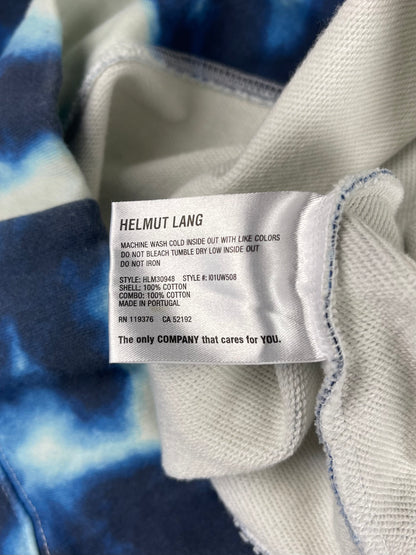 HELMUT LANG
MACHINE WASH COLD INSIDE OUT WITH LIKE COLORS
DO NOT BLEACH TUMBLE DRY LOW INSIDE OUT
DO NOT IRON
STYLE: HLM30948 STYLE #: I01UW508
SHELL: 100% COTTON
COMBO: 100% COTTON
MADE IN PORTUGAL
RN 119376 CA 52192
The only COMPANY that cares for YOU.